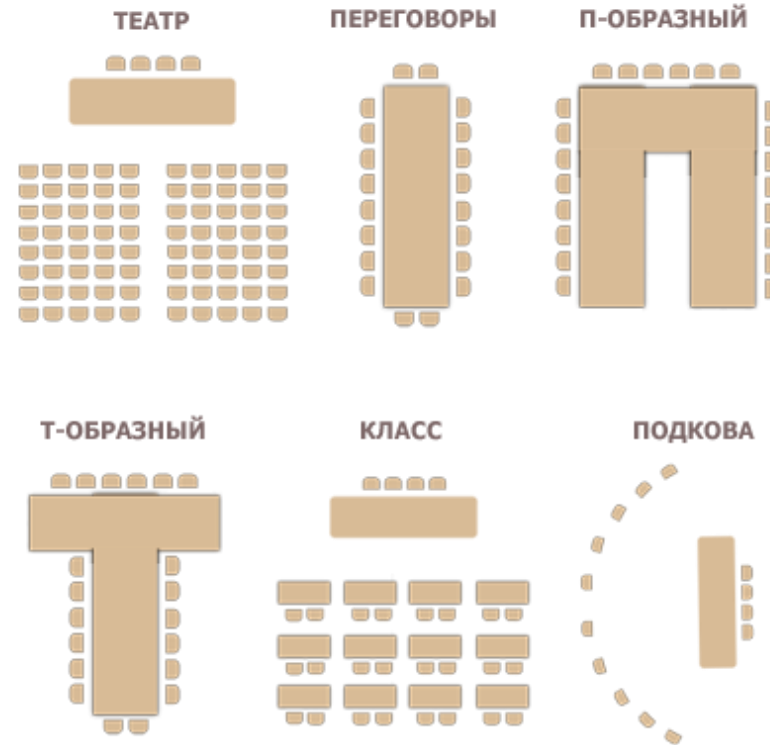 ТЕАТР
ПЕРЕГОВОРЫ
П-ОБРАЗНЫЙ
Т-ОБРАЗНЫЙ
КЛАСС
ПОДКОВА